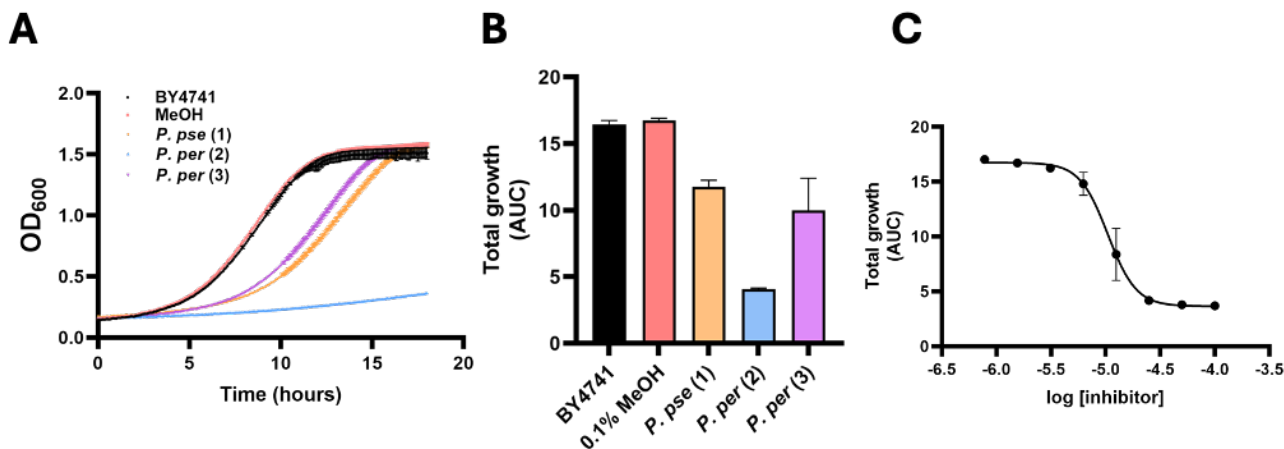 A
OD600
2.0
1.5
1.0
0.5
0.0
BY4741
MeOH
P. pse (1)
P. per (2)
P. per (3)
0
5
10
15
20
Time (hours)
B
Total growth
(AUC)
20
15
10
5
0
BY4741
0.1% MeOH
P. pse (1)
P. per (2)
P. per (3)
C
Total growth
(AUC)
20
15
10
5
0
-6.5
-6.0
-5.5
-5.0
-4.5
-4.0
-3.5
log [inhibitor]